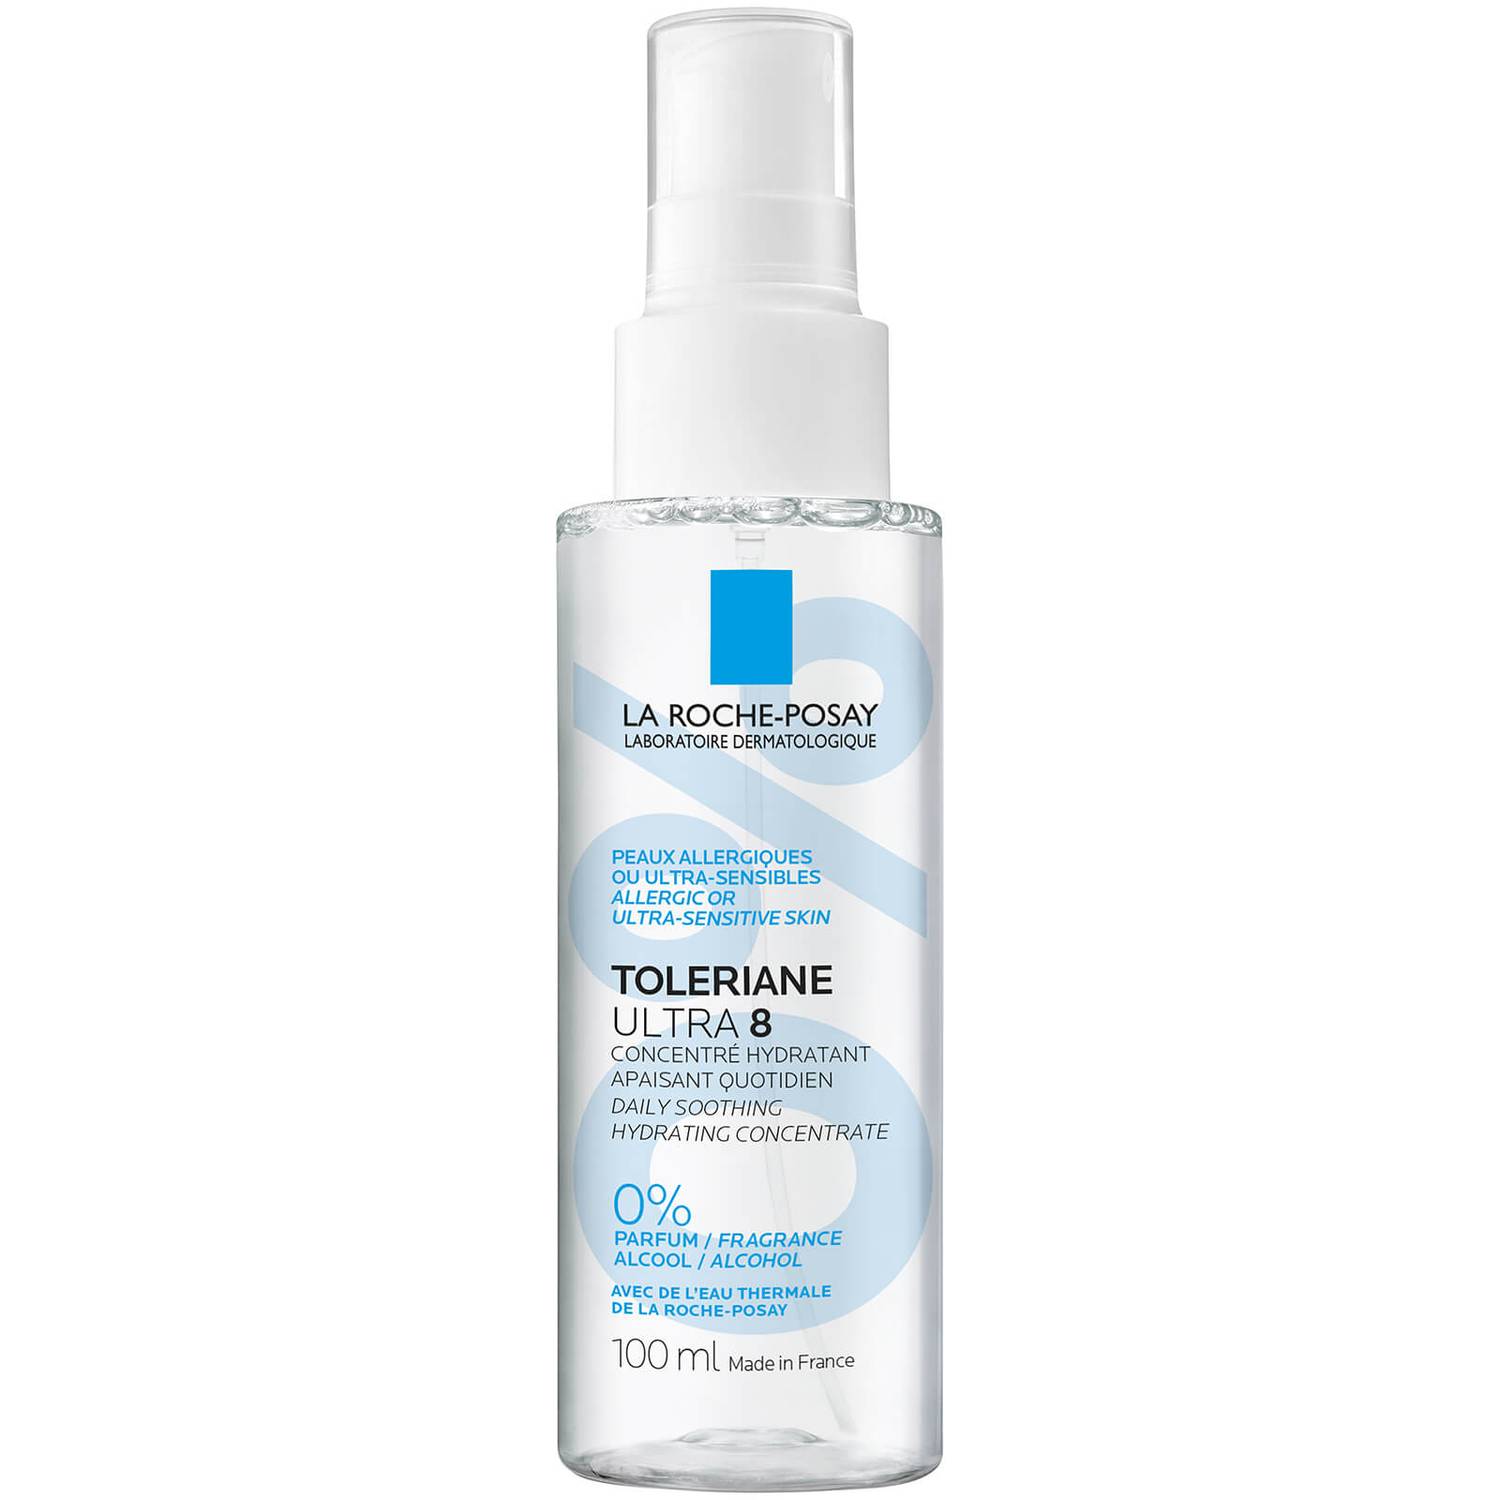 LA ROCHE-POSAY
LABORATOIRE DERMATOLOGIQUE
PEAUX ALLERGIQUES
OU ULTRA-SENSIBLES
ALLERGIC OR
ULTRA-SENSITIVE SKIN
TOLERIANE
ULTRA 8
CONCENTRÉ HYDRATANT
APAISANT QUOTIDIEN
DAILY SOOTHING
HYDRATING CONCENTRATE
0%
PARFUM / FRAGRANCE
ALCOOL / ALCOHOL
AVEC DE L'EAU THERMALE
DE LA ROCHE-POSAY
100 ml Made in France